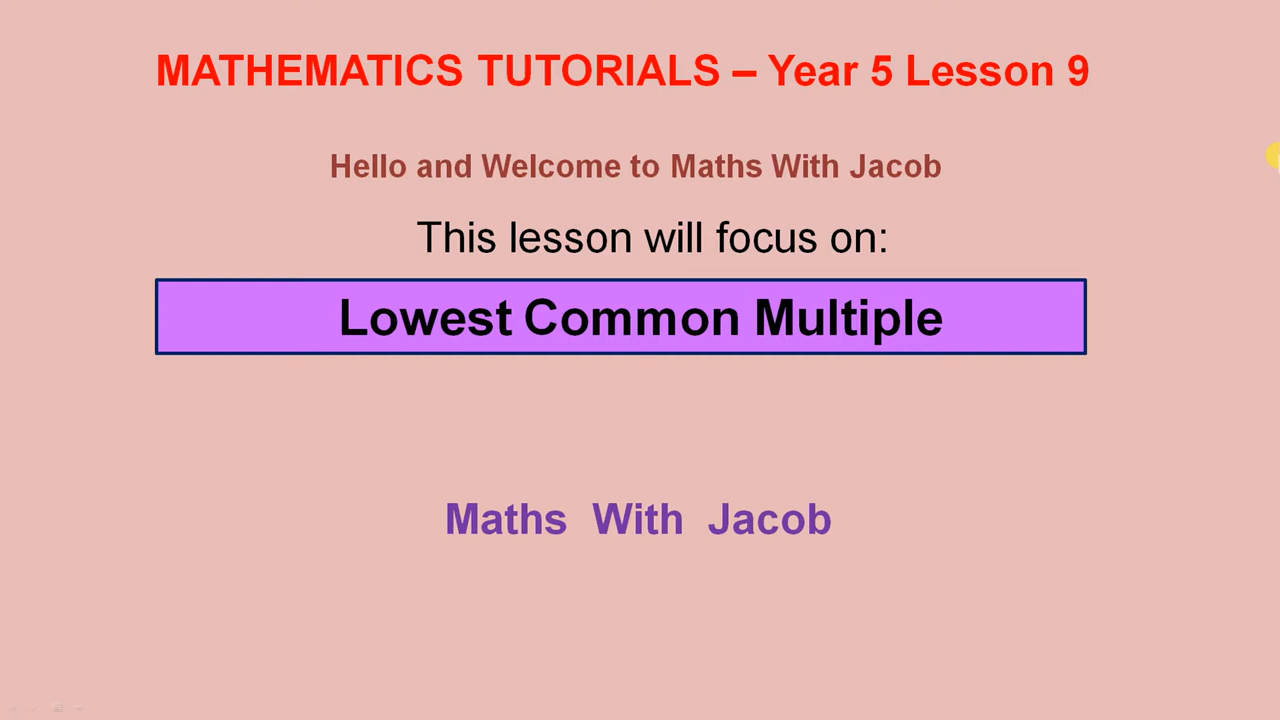 MATHEMATICS TUTORIALS – Year 5 Lesson 9
Hello and Welcome to Maths With Jacob
This lesson will focus on:
Lowest Common Multiple
Maths With Jacob